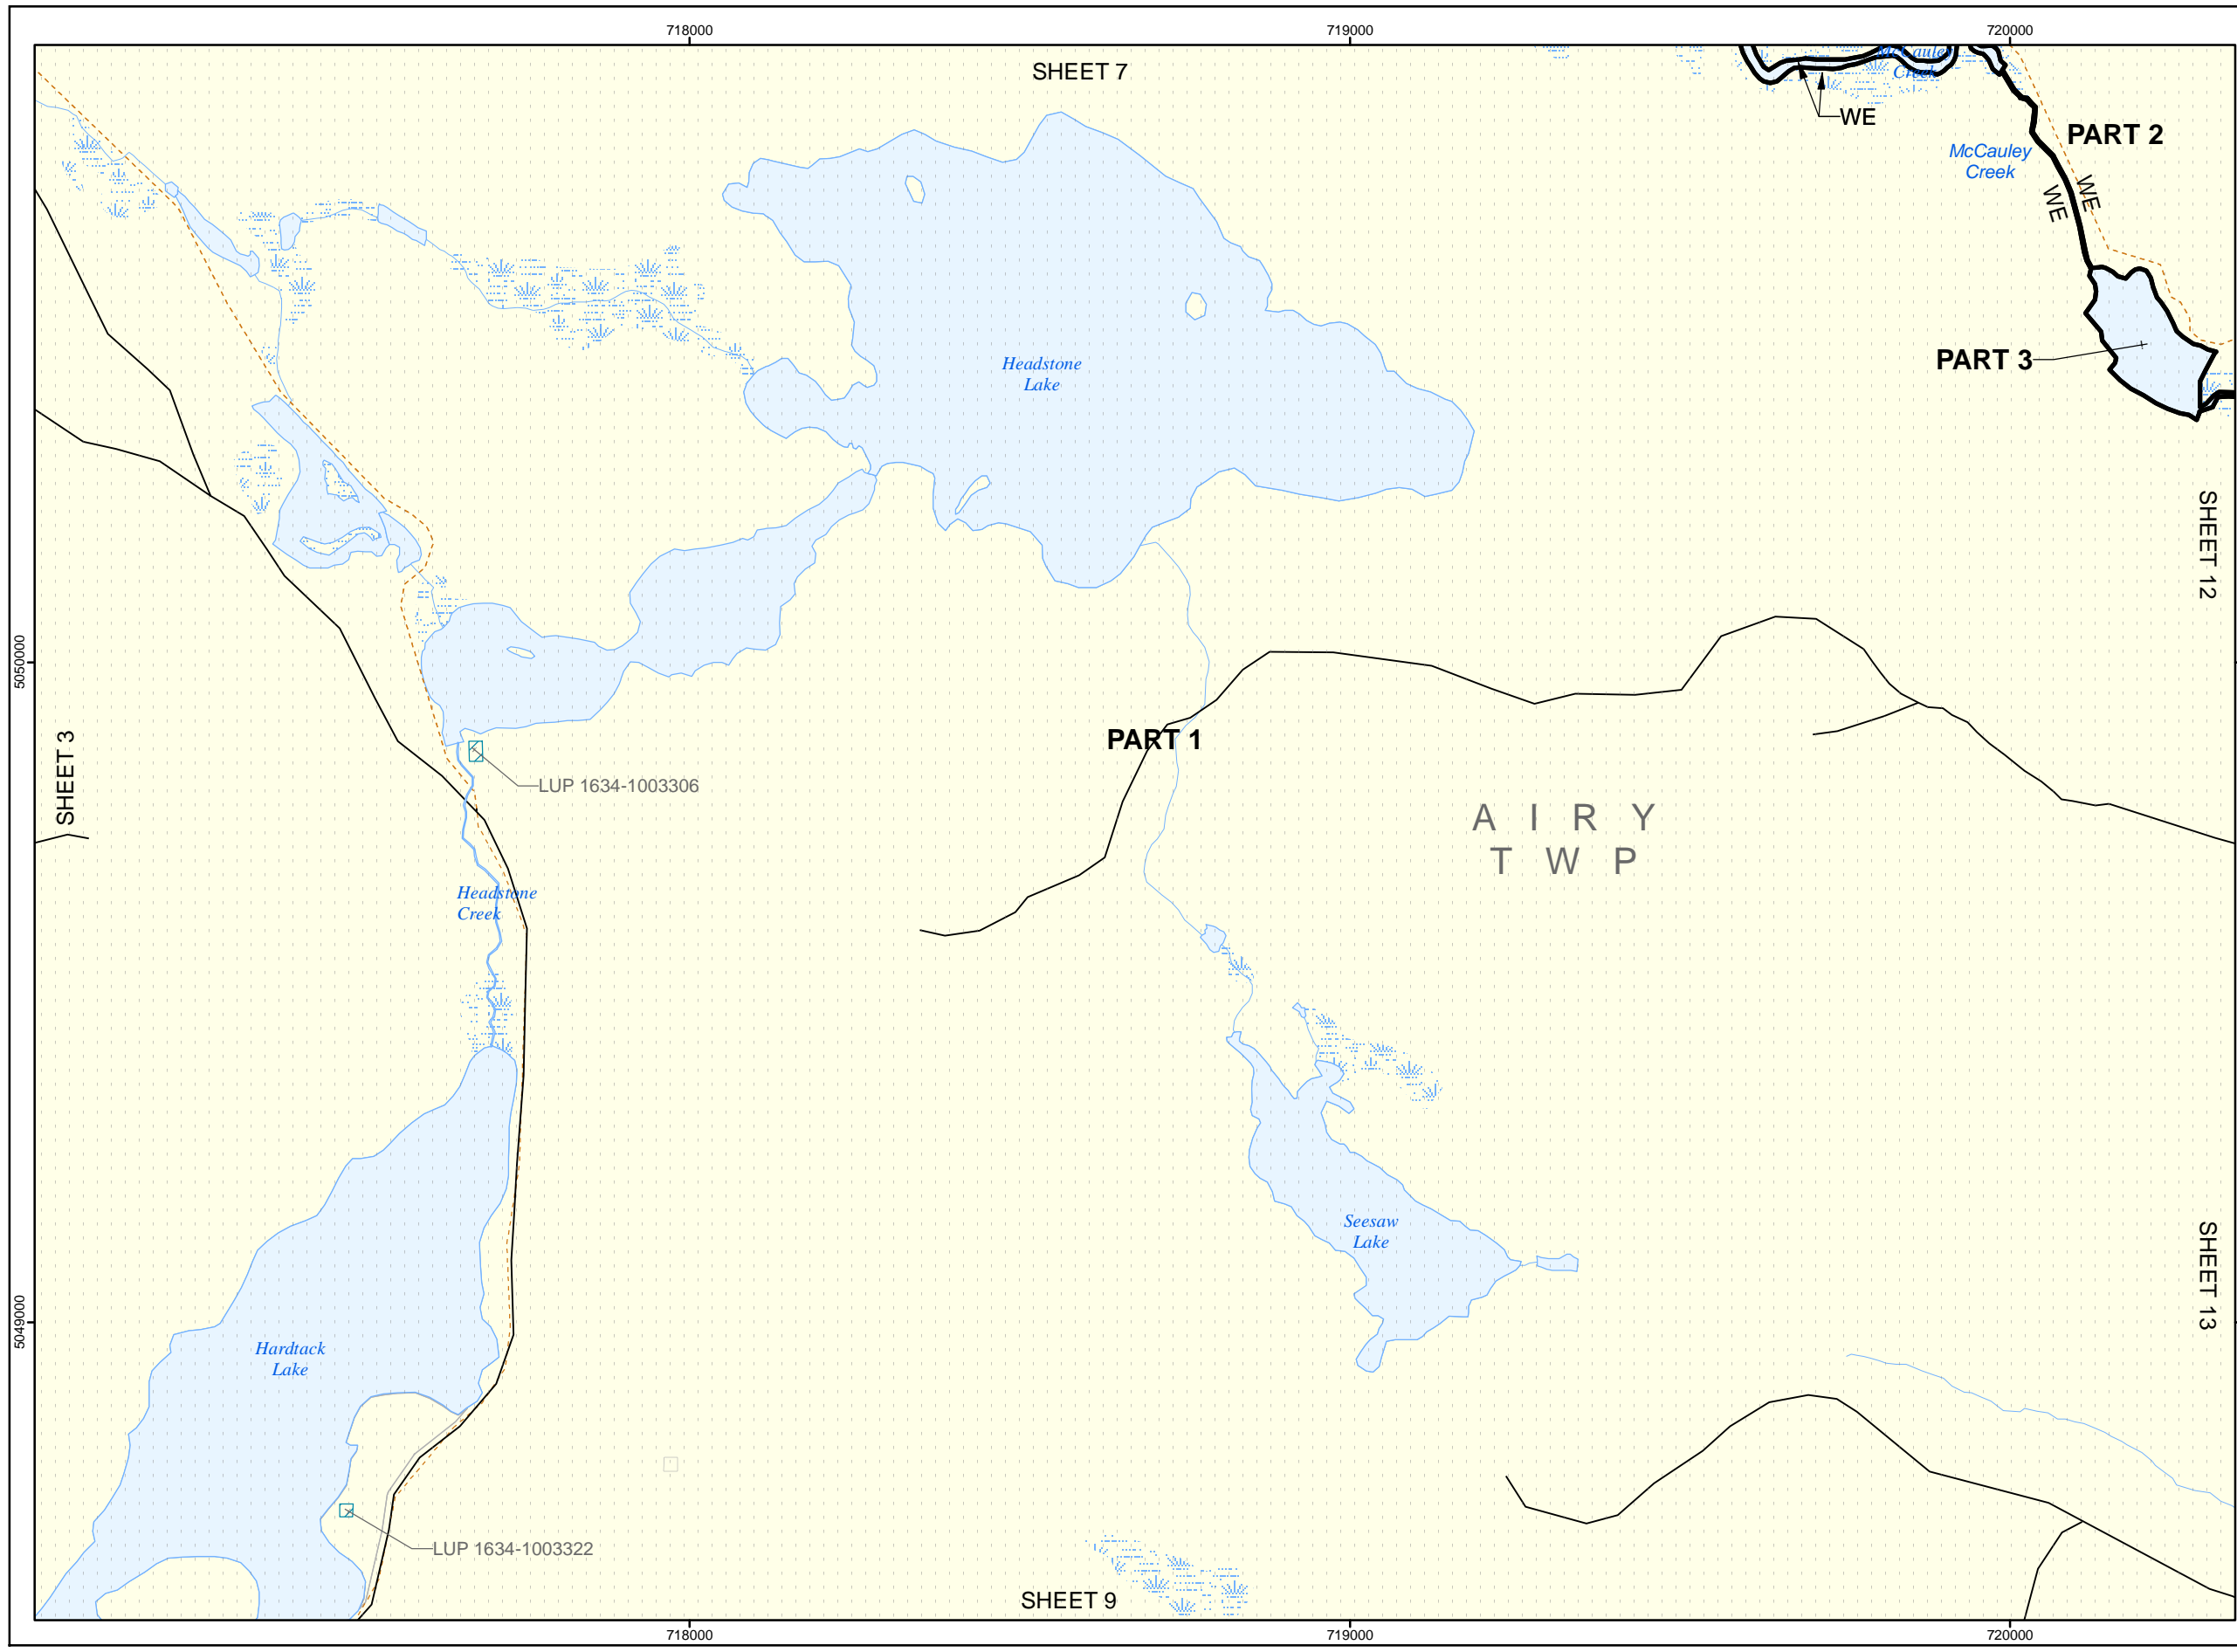 718000
719000
720000
SHEET 7
McCauley
Creek
WE
PART 2
McCauley
Creek
WE
WE
PART 3
Headstone
Lake
SHEET 12
5050000
SHEET 3
PART 1
LUP 1634-1003306
A I R Y
T W P
Headstone
Creek
Seesaw
Lake
SHEET 13
5049000
Hardtack
Lake
LUP 1634-1003322
SHEET 9
718000
719000
720000